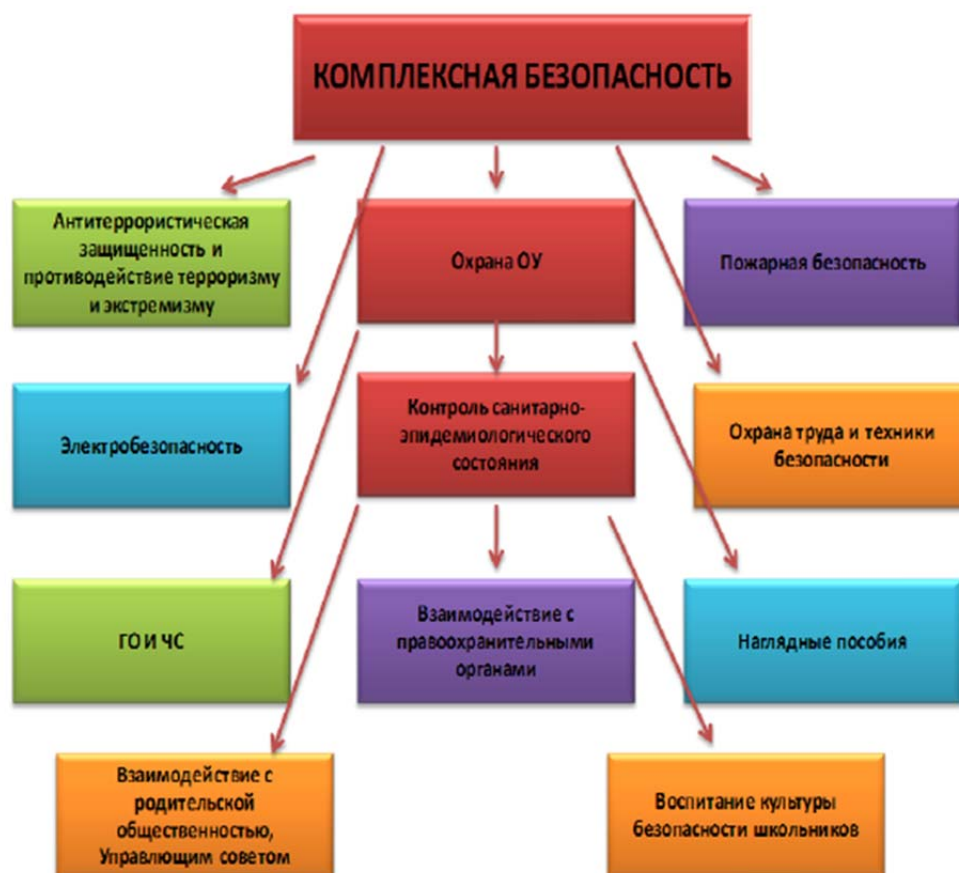 КОМПЛЕКСНАЯ БЕЗОПАСНОСТЬ
Антитеррористическая
защищенность и
противодействие терроризму
и экстремизму
Охрана ОУ
Пожарная безопасность
Электробезопасность
Контроль санитарно-
эпидемиологического
состояния
Охрана труда и техники
безопасности
ГО И ЧС
Взаимодействие с
правоохранительными
органами
Наглядные пособия
Взаимодействие с
родительской
общественностью,
Управлющим советом
Воспитание культуры
безопасности школьников